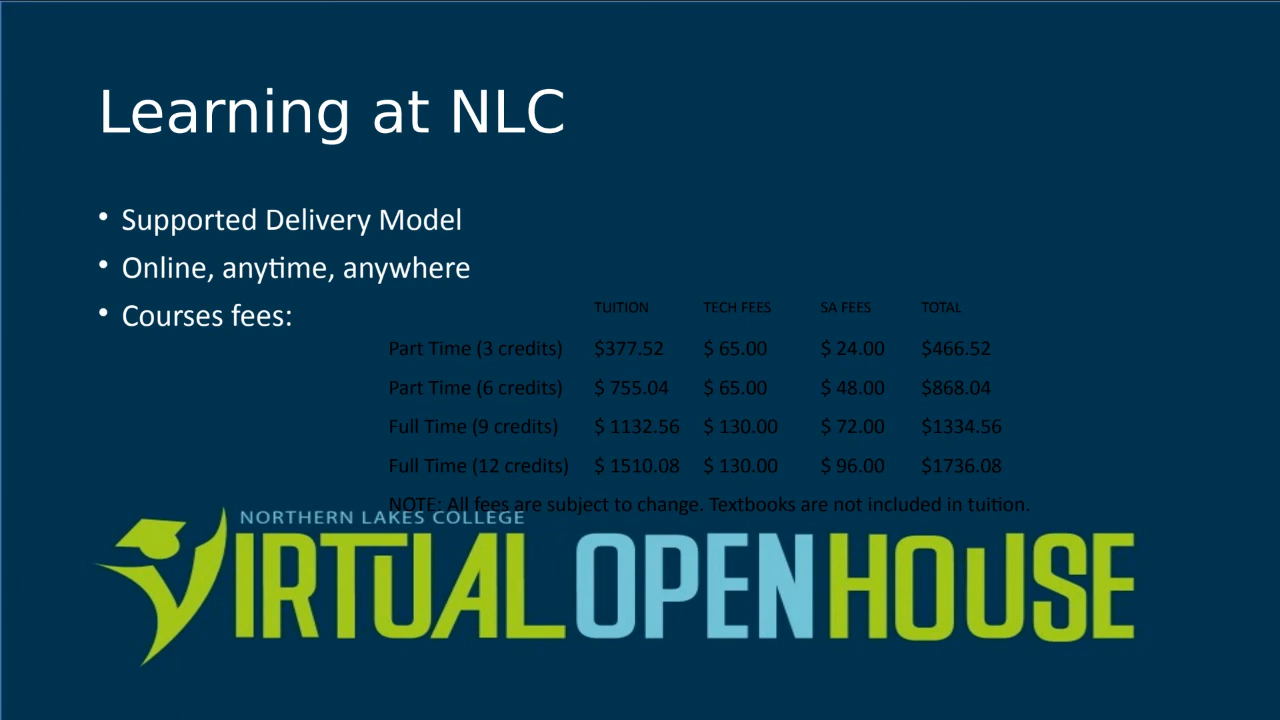 Learning at NLC
• Supported Delivery Model
• Online, anytime, anywhere
• Courses fees:
TUITION TECH FEES SA FEES TOTAL
Part Time (3 credits) $377.52 $ 65.00 $ 24.00 $466.52
Part Time (6 credits) $ 755.04 $ 65.00 $ 48.00 $868.04
Full Time (9 credits) $ 1132.56 $ 130.00 $ 72.00 $1334.56
Full Time (12 credits) $ 1510.08 $ 130.00 $ 96.00 $1736.08
NOTE: All fees are subject to change. Textbooks are not included in tuition.
NORTHERN LAKES COLLEGE
VIRTUAL OPEN HOUSE